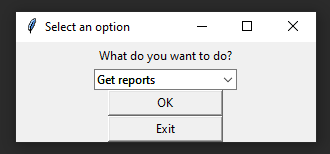 Select an option
What do you want to do?
Get reports
OK
Exit